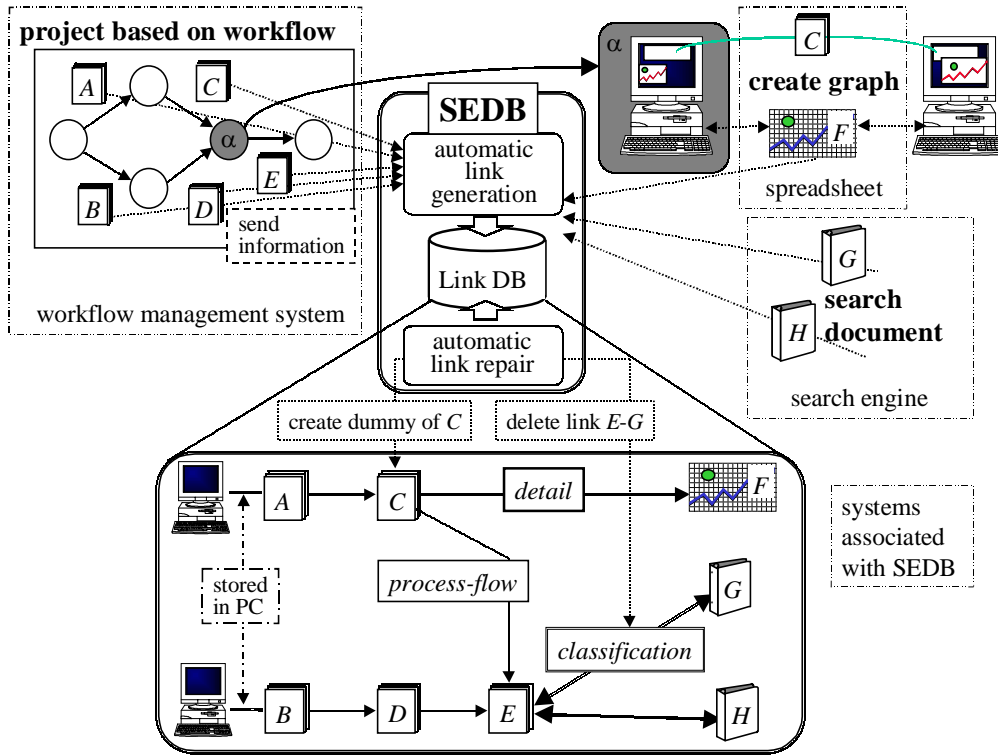 project based on workflow
A
C
α
B
D
E
send
information
workflow management system
SEDB
automatic
link
generation
Link DB
automatic
link repair
α
C
create graph
F
spreadsheet
G
search
document
H
search engine
create dummy of C
delete link E-G
A
C
detail
F
stored
in PC
process-flow
G
classification
B
D
E
H
systems
associated
with SEDB